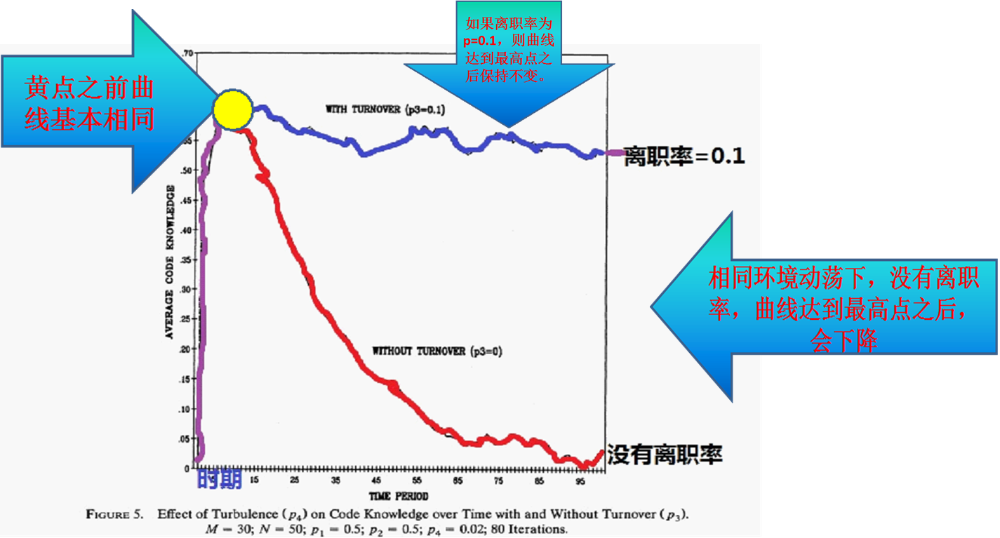 如果离职率为
p=0.1，则曲线
达到最高点之
后保持不变。
黄点之前曲
线基本相同
.70
WITH TURNOVER (p3=0.1)
离职率=0.1
.50
.45
.40
.35
.30
.25
.20
.15
.10
.05
0
AVERAGE CODE KNOWLEDGE
相同环境动荡下，没有离职
率，曲线达到最高点之后，
会下降
WITHOUT TURNOVER (p3=0)
没有离职率
时期
15
25
35
45
55
65
75
85
95
TIME PERIOD
FIGURE 5. Effect of Turbulence (p4) on Code Knowledge over Time with and Without Turnover (p3).
M = 30; N = 50; p1 = 0.5; p2 = 0.5; p4 = 0.02; 80 Iterations.